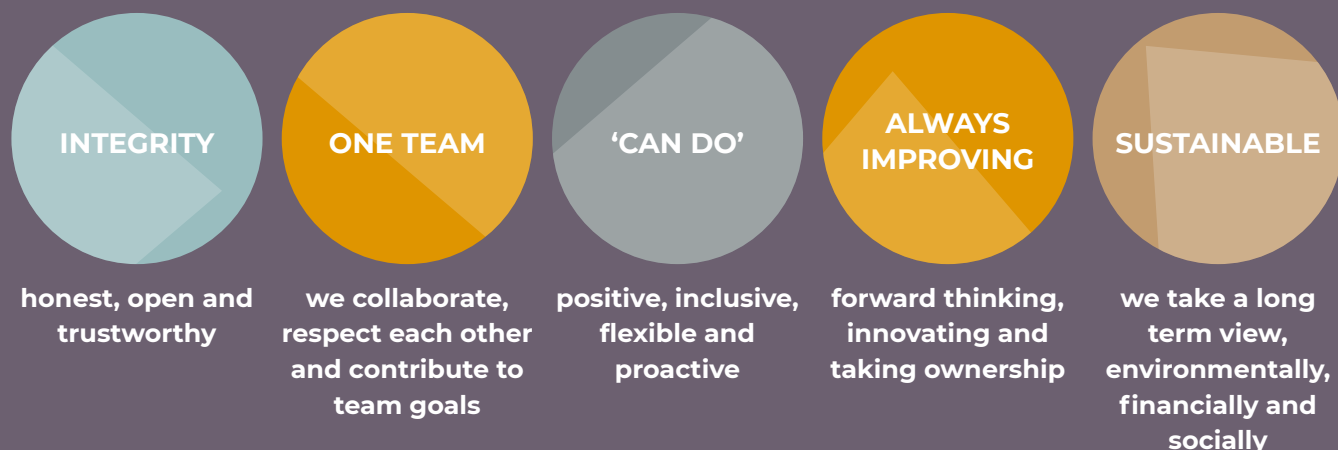 INTEGRITY
honest, open and
trustworthy
ONE TEAM
we collaborate,
respect each other
and contribute to
team goals
‘CAN DO’
positive, inclusive,
flexible and
proactive
ALWAYS
IMPROVING
forward thinking,
innovating and
taking ownership
SUSTAINABLE
we take a long
term view,
environmentally,
financially and
socially